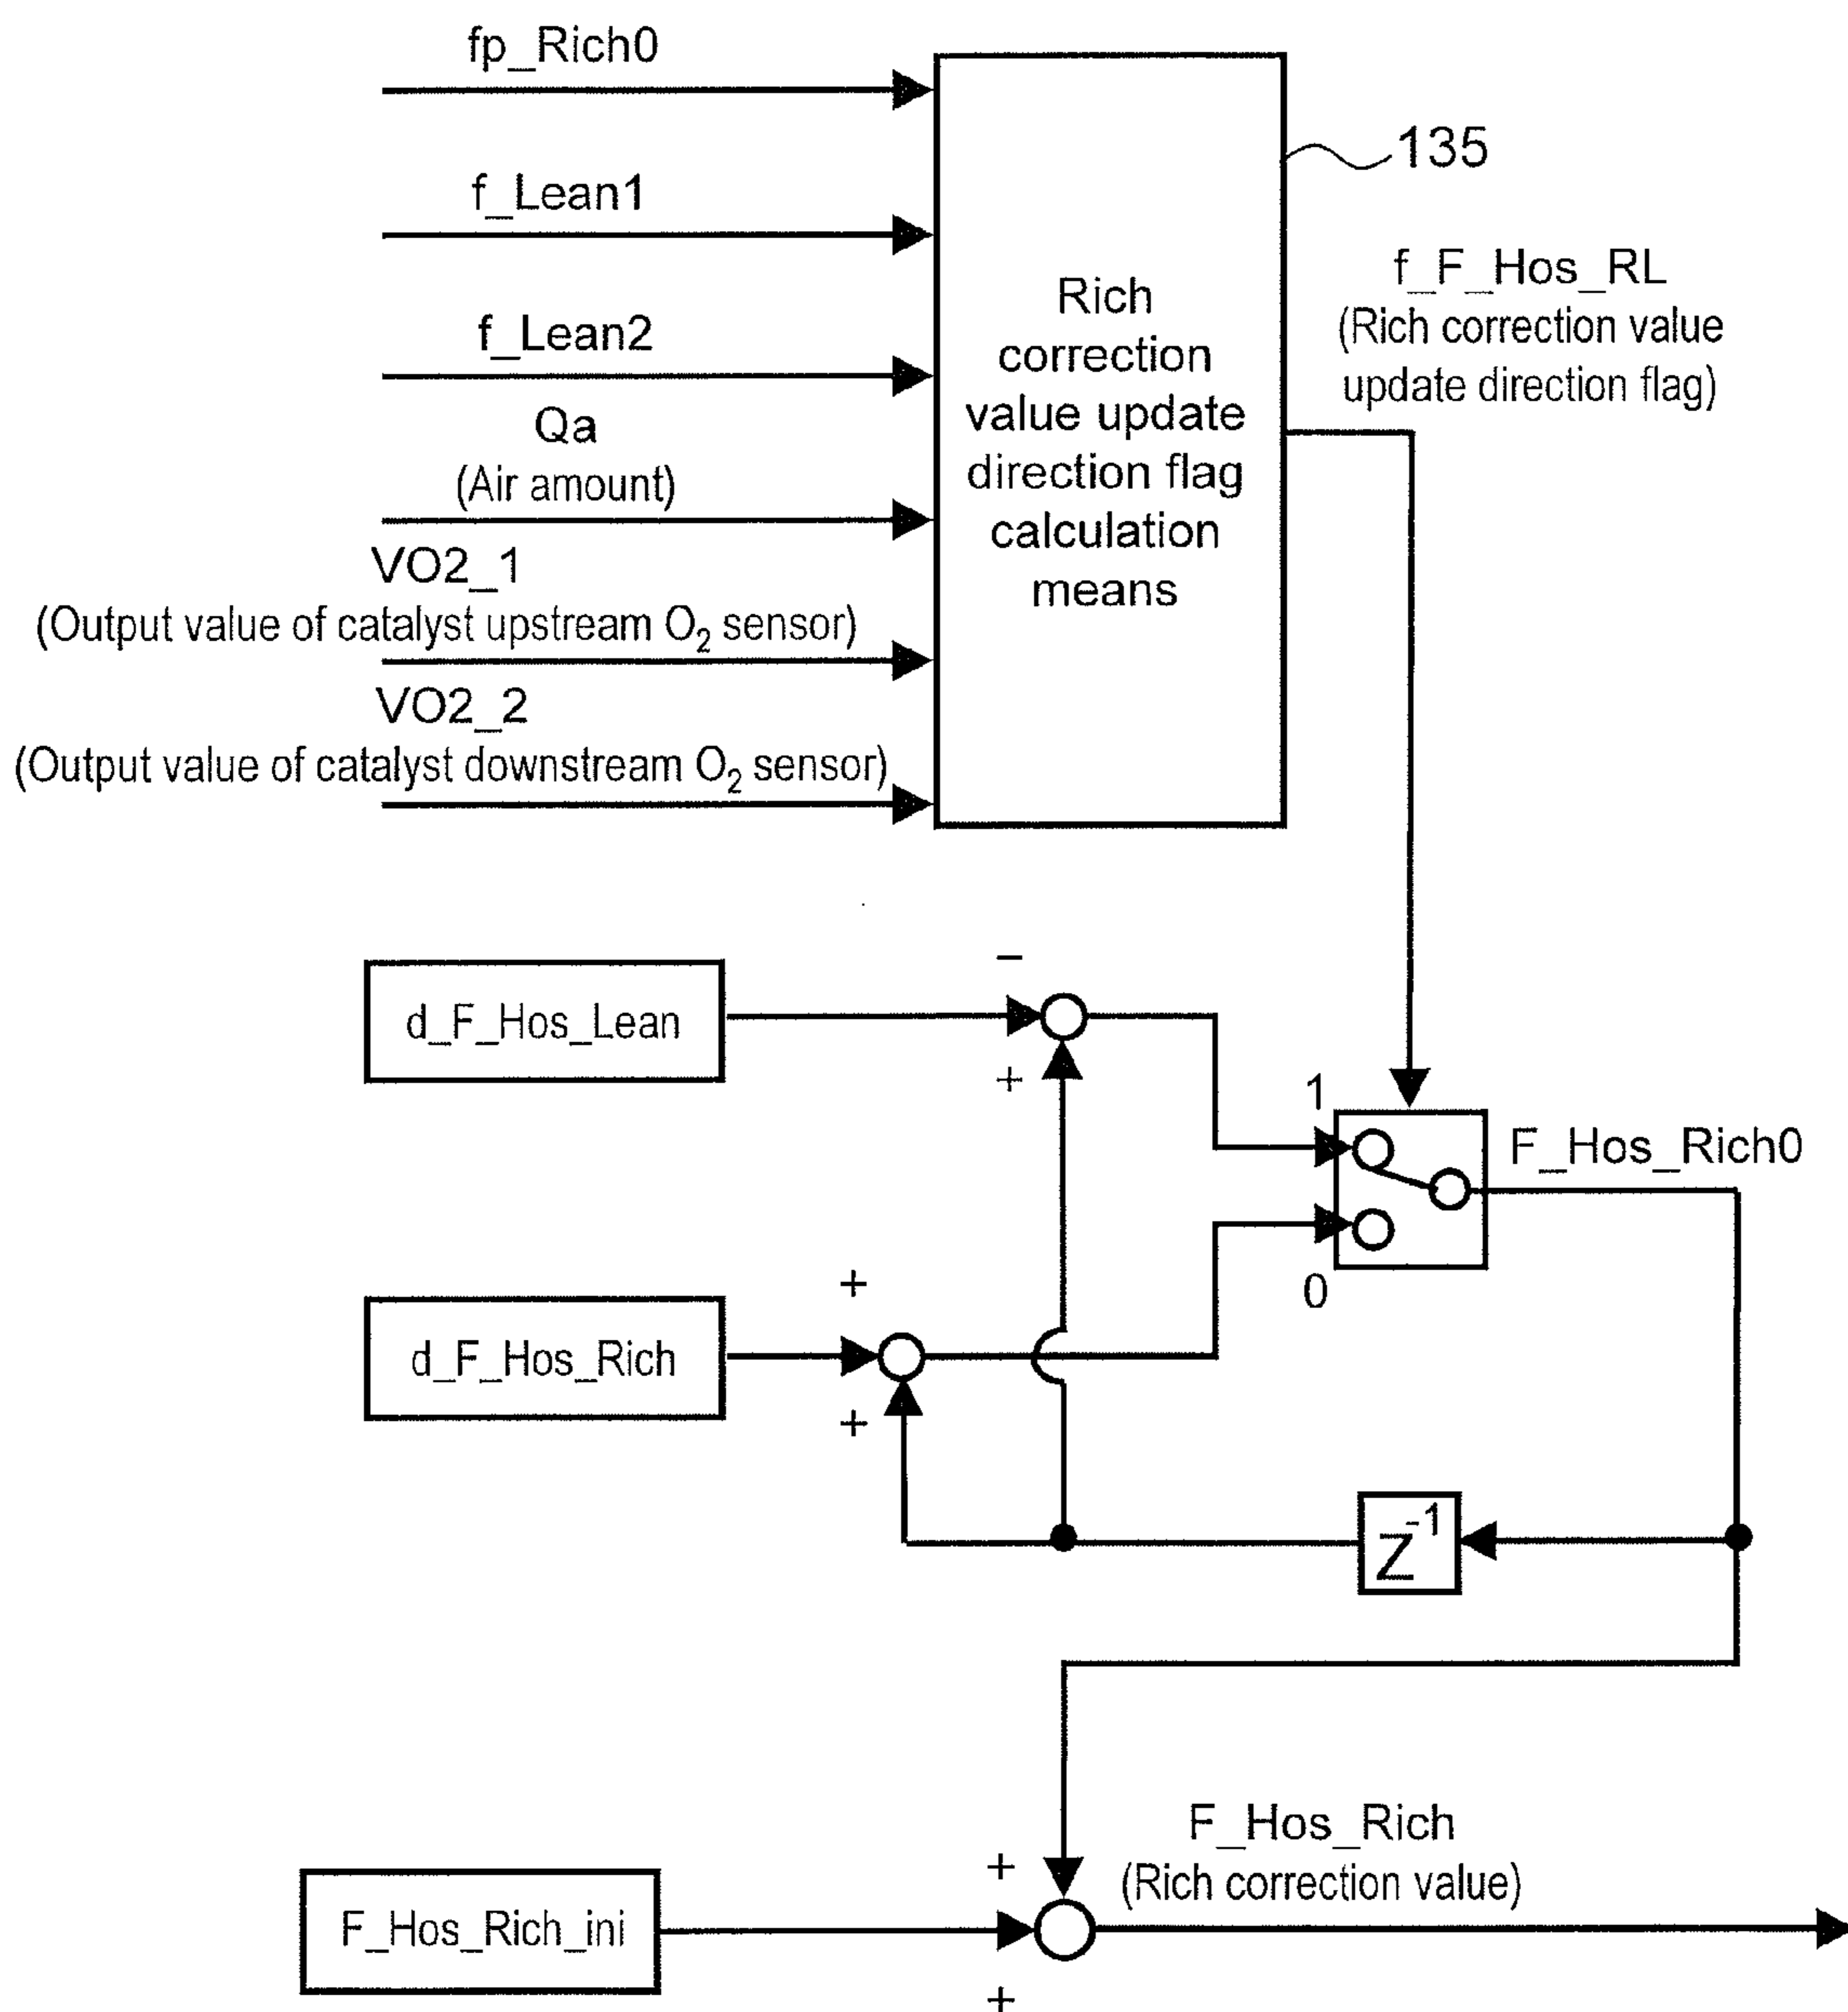 fp_Rich0
f_Lean1
f_Lean2
Qa
(Air amount)
VO2_1
(Output value of catalyst upstream O2 sensor)
VO2_2
(Output value of catalyst downstream O2 sensor)
Rich
correction
value update
direction flag
calculation
means
135
f_F_Hos_RL
(Rich correction value
update direction flag)
d_F_Hos_Lean
−
+
1
0
F_Hos_Rich0
d_F_Hos_Rich
+
+
Z-1
F_Hos_Rich_ini
+
+
F_Hos_Rich
(Rich correction value)